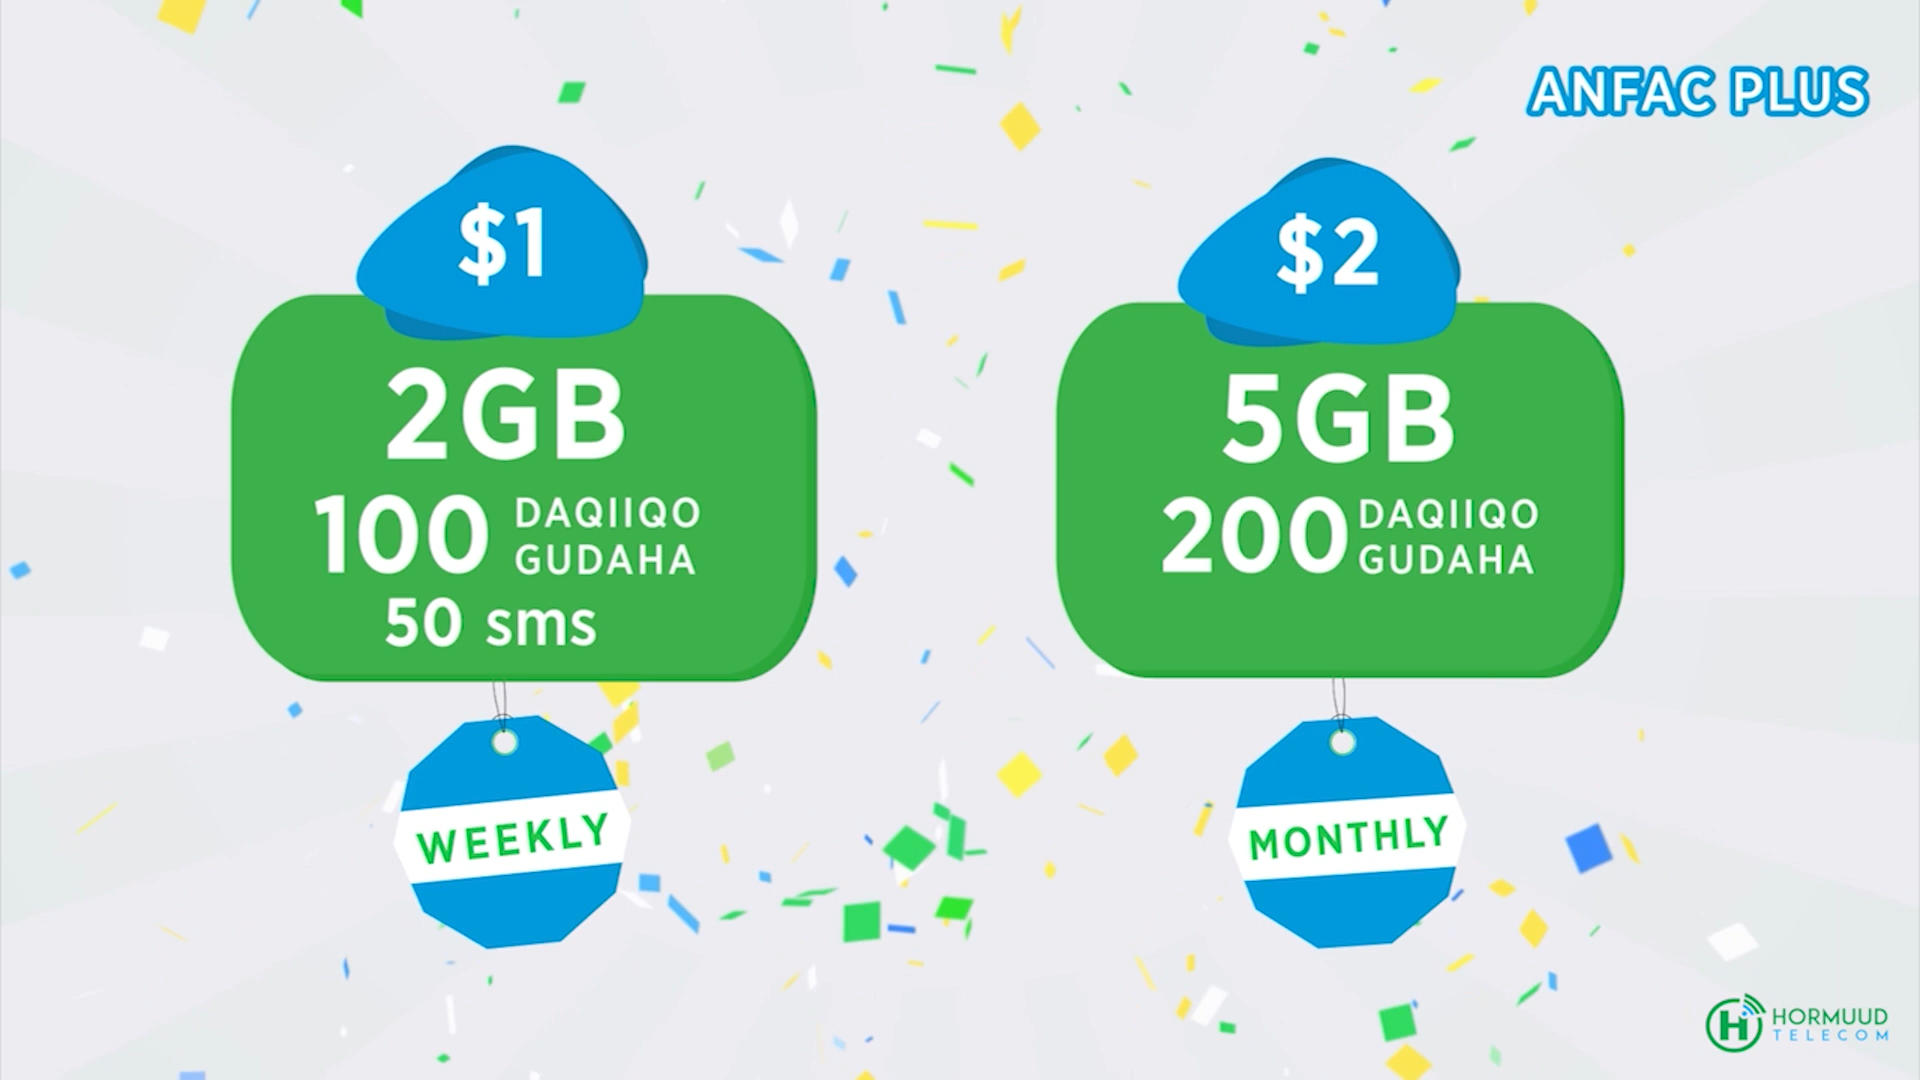 ANFAC PLUS
$1
2GB
100 DAQIIQO
GUDAHA
50 sms
WEEKLY
$2
5GB
200 DAQIIQO
GUDAHA
MONTHLY
HORMUUD
TELECOM